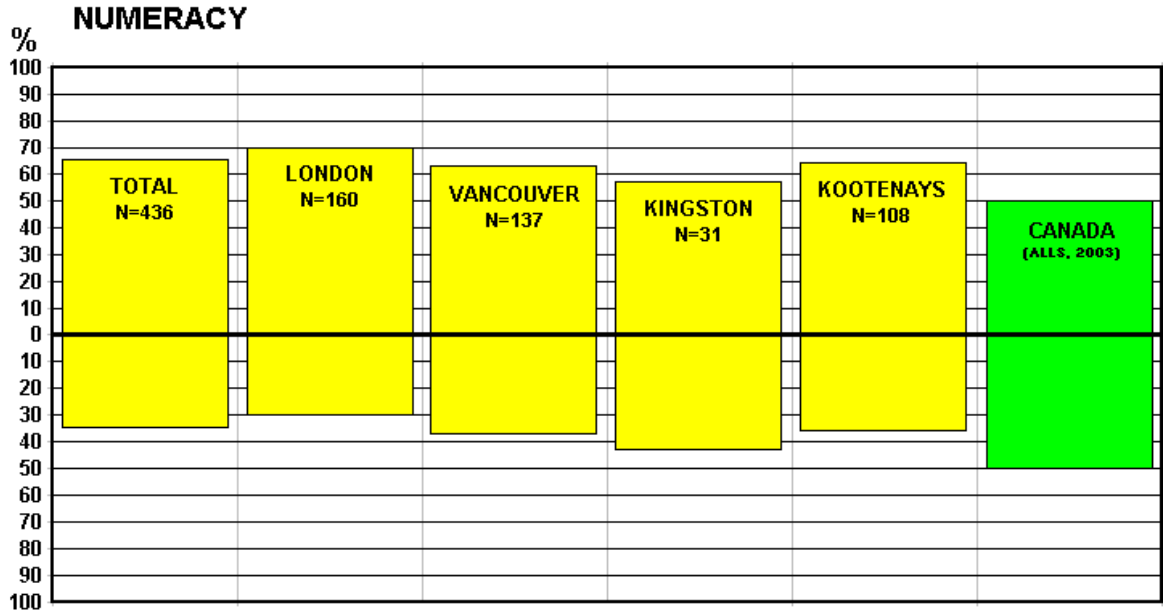 NUMERACY
%
100
90
80
70
60
50
40
30
20
10
0
10
20
30
40
50
60
70
80
90
100
TOTAL
N=436
LONDON
N=160
VANCOUVER
N=137
KINGSTON
N=31
KOOTENAYS
N=108
CANADA
(ALLS, 2003)